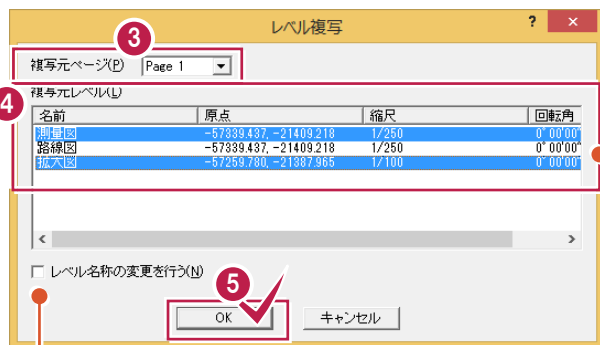 レベル複写 ? ×
3
複写元ページ(P) Page 1
4
複写元レベル(L)
名前 原点 縮尺 回転角
測量図 -57339.437, -21409.218 1/250 0°00'00"
路線図 -57339.437, -21409.218 1/250 0°00'00"
拡大図 -57259.780, -21387.965 1/100 0°00'00"
レベル名称の変更を行う(N)
5
OK キャンセル